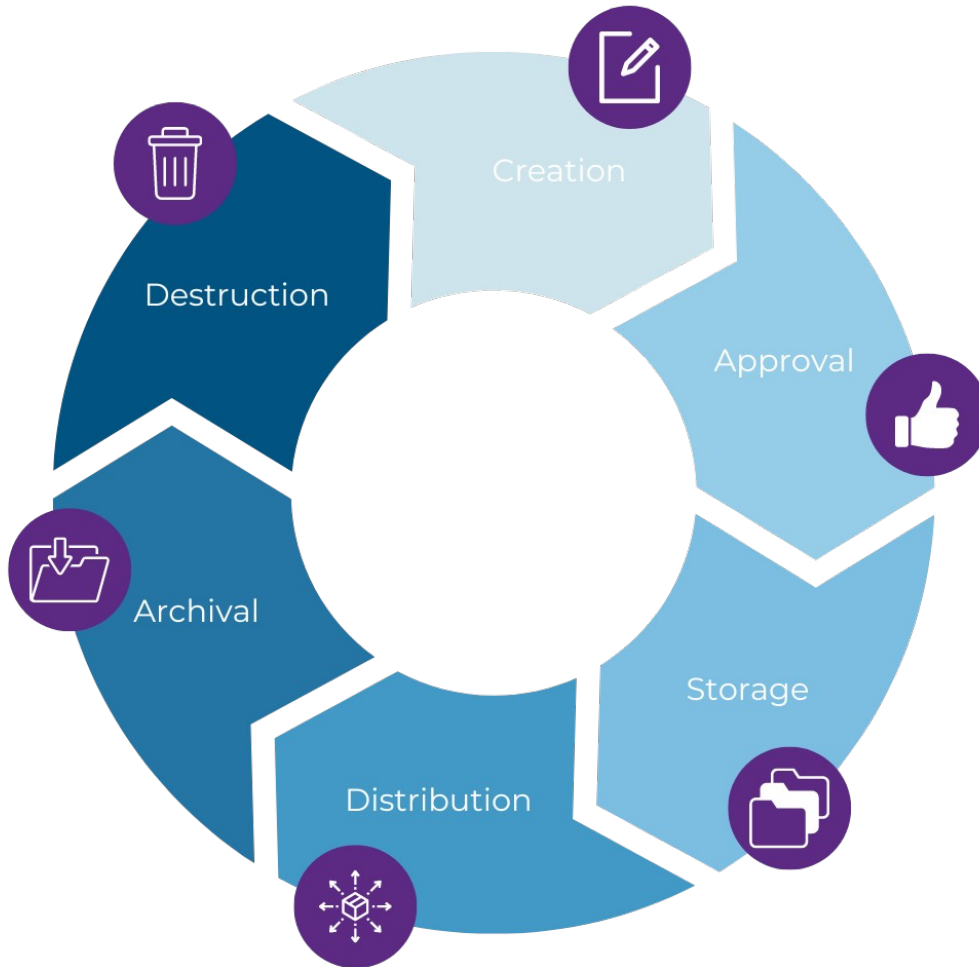 Creation
Approval
Storage
Distribution
Archival
Destruction